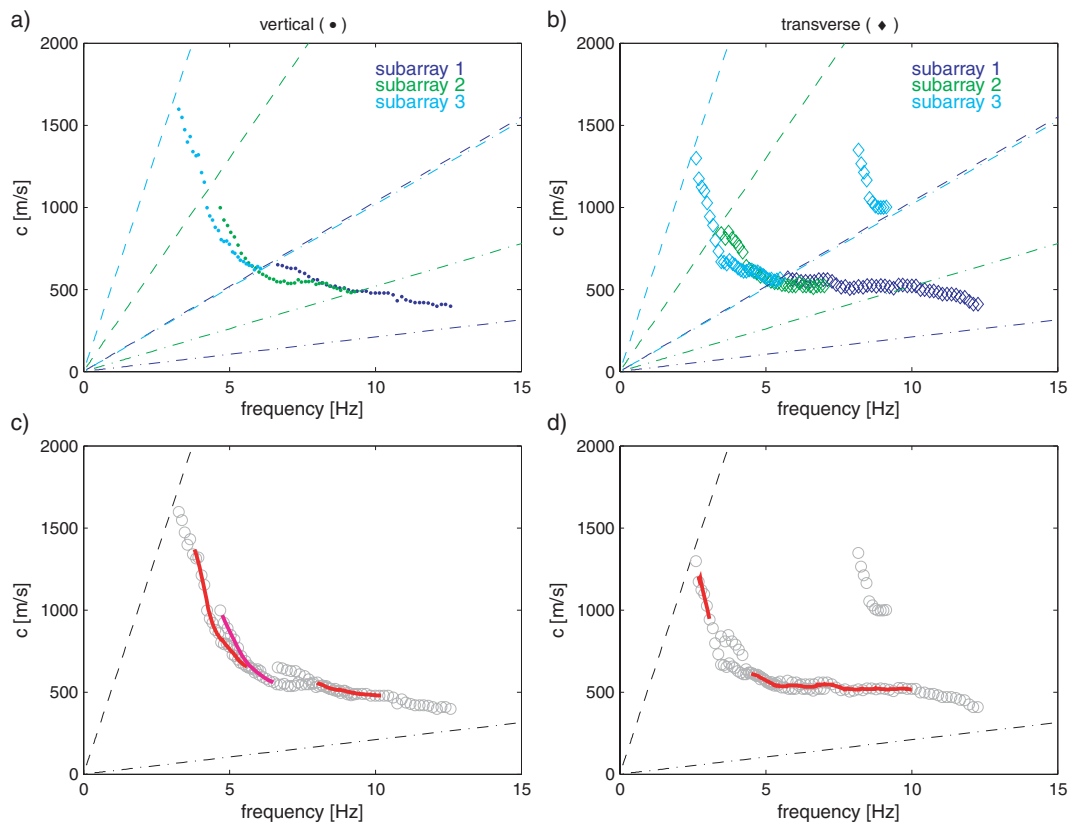 a)
vertical ( • )
2000
1500
1000
500
0
c [m/s]
subarray 1
subarray 2
subarray 3
0
5
10
15
frequency [Hz]
b)
transverse ( ♦ )
2000
1500
1000
500
0
c [m/s]
subarray 1
subarray 2
subarray 3
0
5
10
15
frequency [Hz]
c)
2000
1500
1000
500
0
c [m/s]
0
5
10
15
frequency [Hz]
d)
2000
1500
1000
500
0
c [m/s]
0
5
10
15
frequency [Hz]